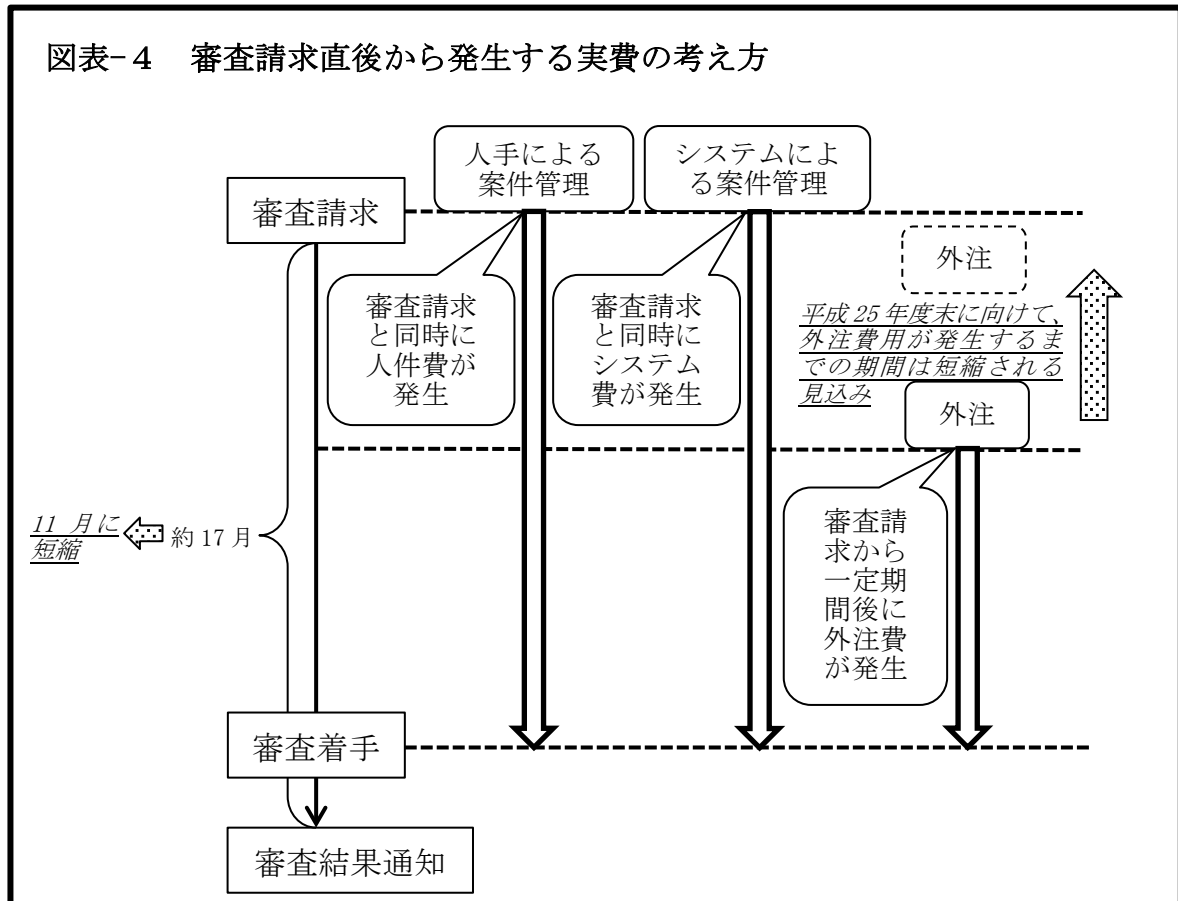 図表-４　審査請求直後から発生する実費の考え方
人手による
案件管理
システムによ
る案件管理
審査請求
外注
審査請求
と同時に
人件費が
発生
審査請求
と同時に
システム
費が発生
平成 25 年度末に向けて、
外注費用が発生するま
での期間は短縮される
見込み
外注
11 月に
短縮
約 17 月
審査請
求から
一定期
間後に
外注費
が発生
審査着手
審査結果通知